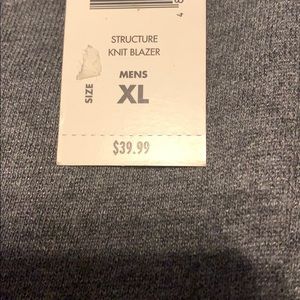 STRUCTURE
KNIT BLAZER
MENS
SIZE XL
$39.99